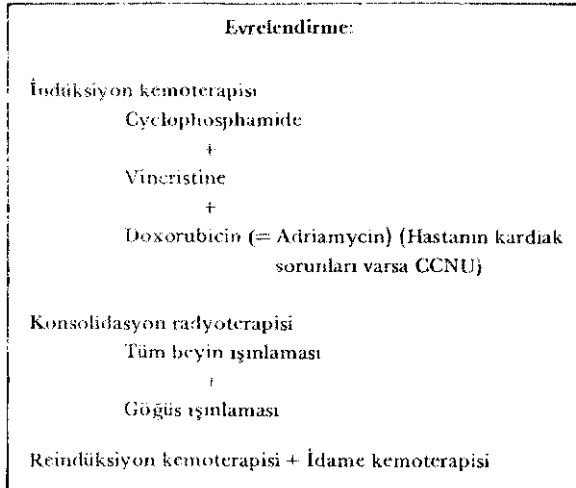 Evrelendirme:
İndüksiyon kemoterapisi
Cyclophosphamide
+
Vincristine
+
Doxorubicin (= Adriamycin) (Hastanın kardiak
sorunları varsa CCNU)
Konsolidasyon radyoterapisi
Tüm beyin ışınlaması
+
Göğüs ışınlaması
Reindüksiyon kemoterapisi + İdame kemoterapisi